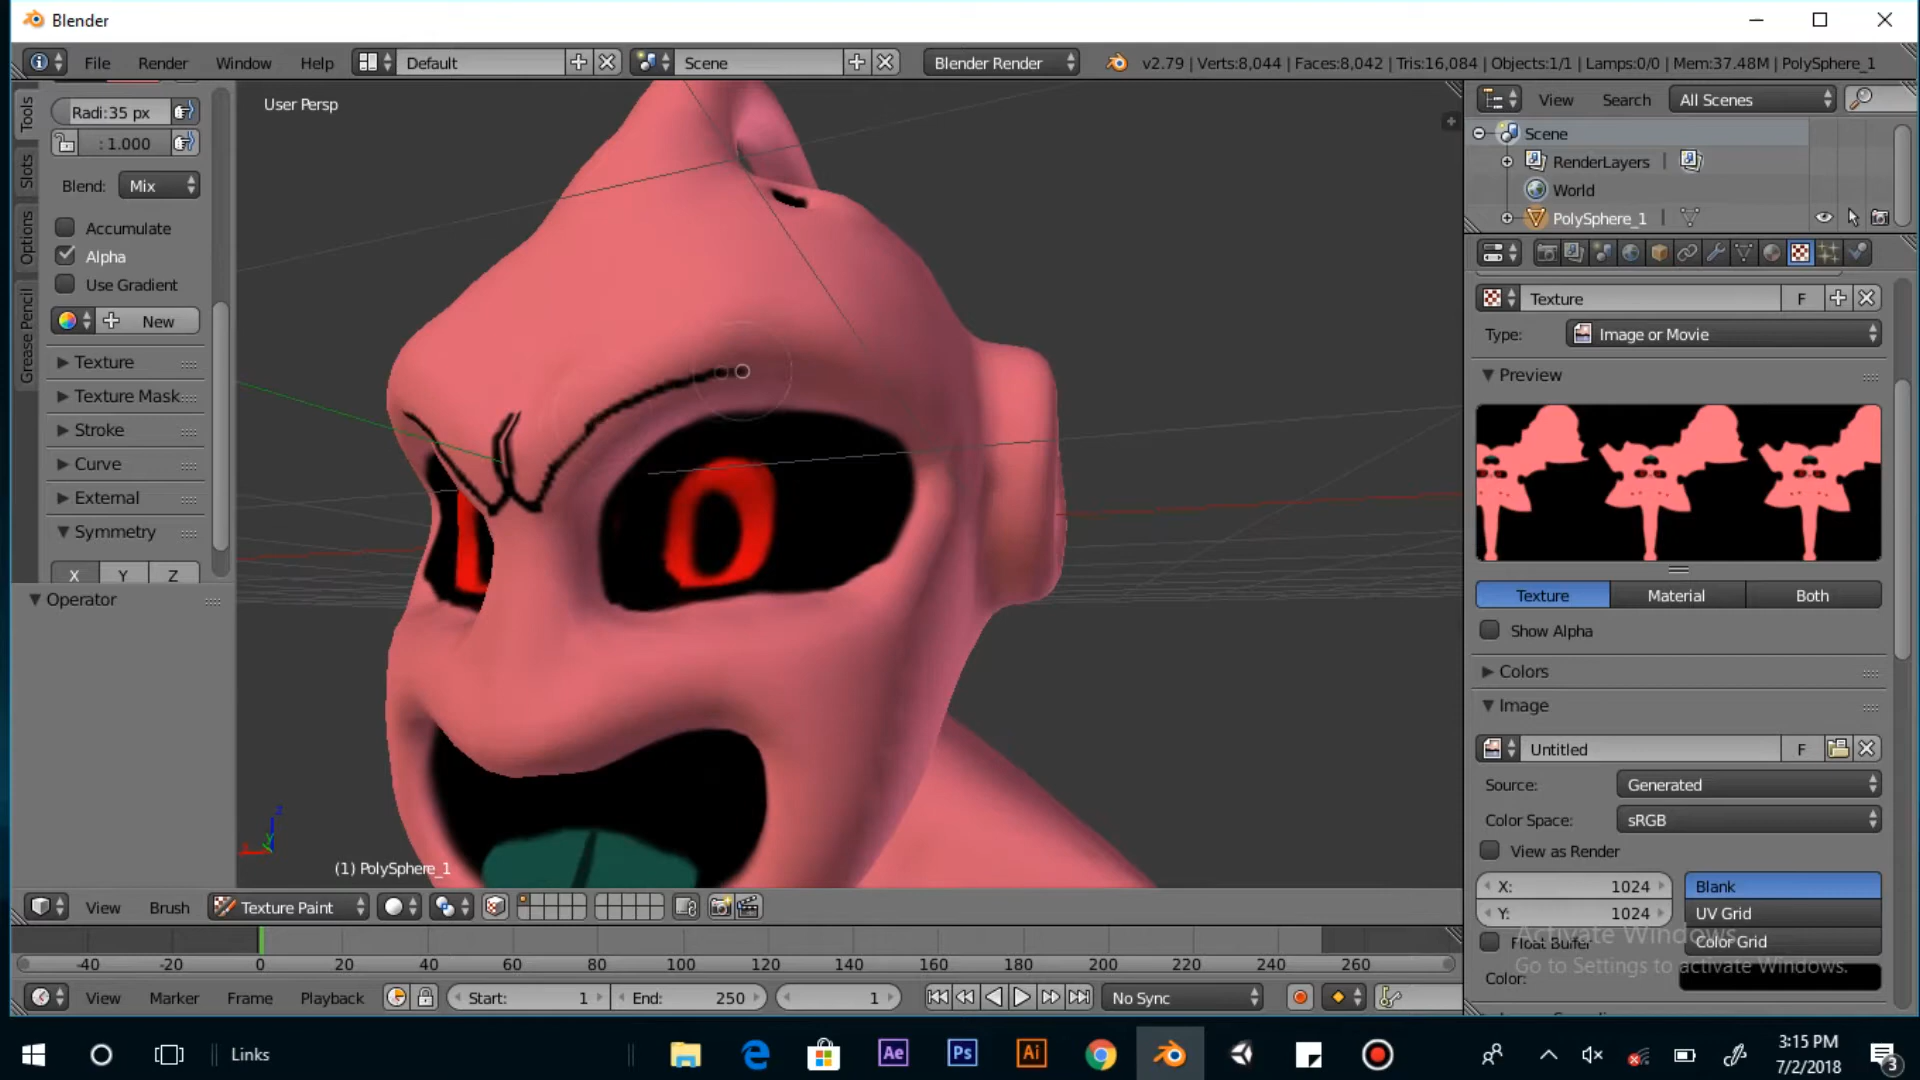 Blender
File Render Window Help Default Scene Blender Render v2.79 | Verts:8,044 | Faces:8,042 | Tris:16,084 | Objects:1/1 | Lamps:0/0 | Mem:37.48M | PolySphere_1
Tools
Slots
Options
Grease Pencil
Radi:35 px
: 1.000
Blend: Mix
Accumulate
Alpha
Use Gradient
New
Texture
Texture Mask
Stroke
Curve
External
Symmetry
X Y Z
Operator
User Persp
(1) PolySphere_1
View Search All Scenes
Scene
RenderLayers
World
PolySphere_1
Texture F
Type: Image or Movie
Preview
Texture Material Both
Show Alpha
Colors
Image
Untitled F
Source: Generated
Color Space: sRGB
View as Render
X: 1024 Blank
Y: 1024 UV Grid
Float Buffer Color Grid
Color:
Activate Windows
Go to Settings to activate Windows.
View Brush Texture Paint
-40 -20 0 20 40 60 80 100 120 140 160 180 200 220 240 260
View Marker Frame Playback Start: 1 End: 250 1 No Sync
Links
Ae Ps Ai
3:15 PM
7/2/2018
3